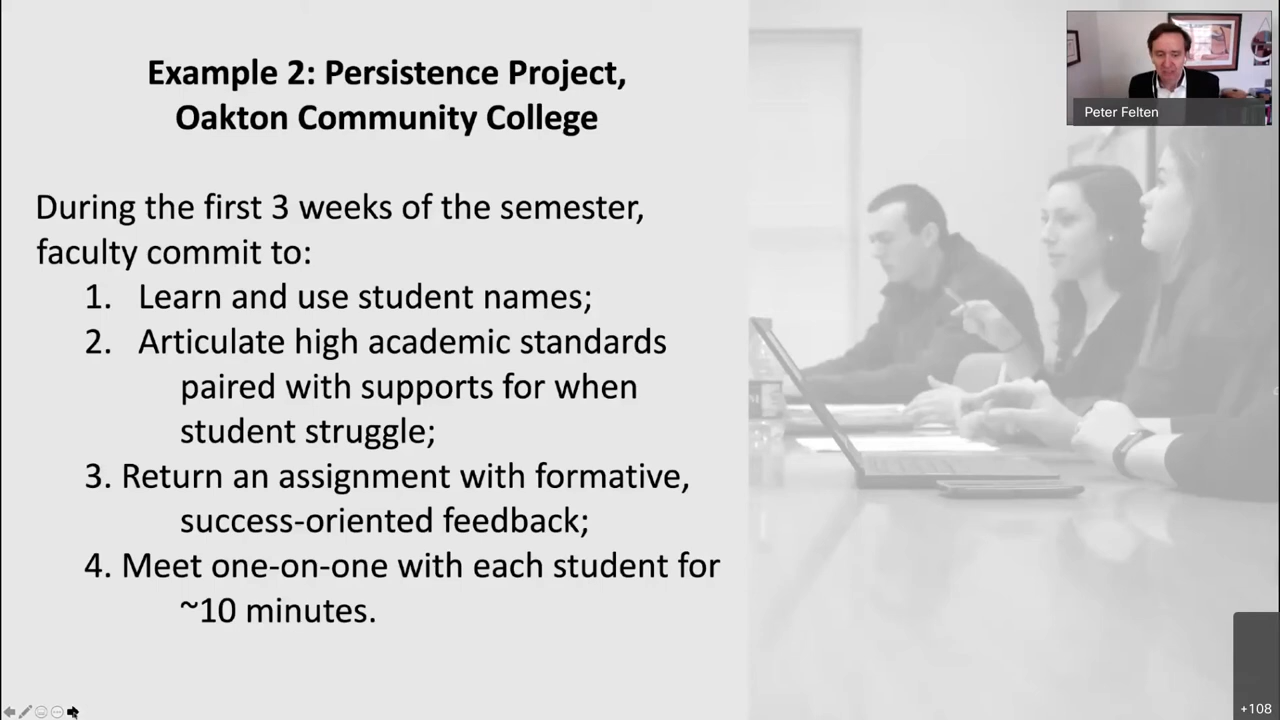 Example 2: Persistence Project,
Oakton Community College
During the first 3 weeks of the semester,
faculty commit to:
1. Learn and use student names;
2. Articulate high academic standards
paired with supports for when
student struggle;
3. Return an assignment with formative,
success-oriented feedback;
4. Meet one-on-one with each student for
~10 minutes.
Peter Felten
+108